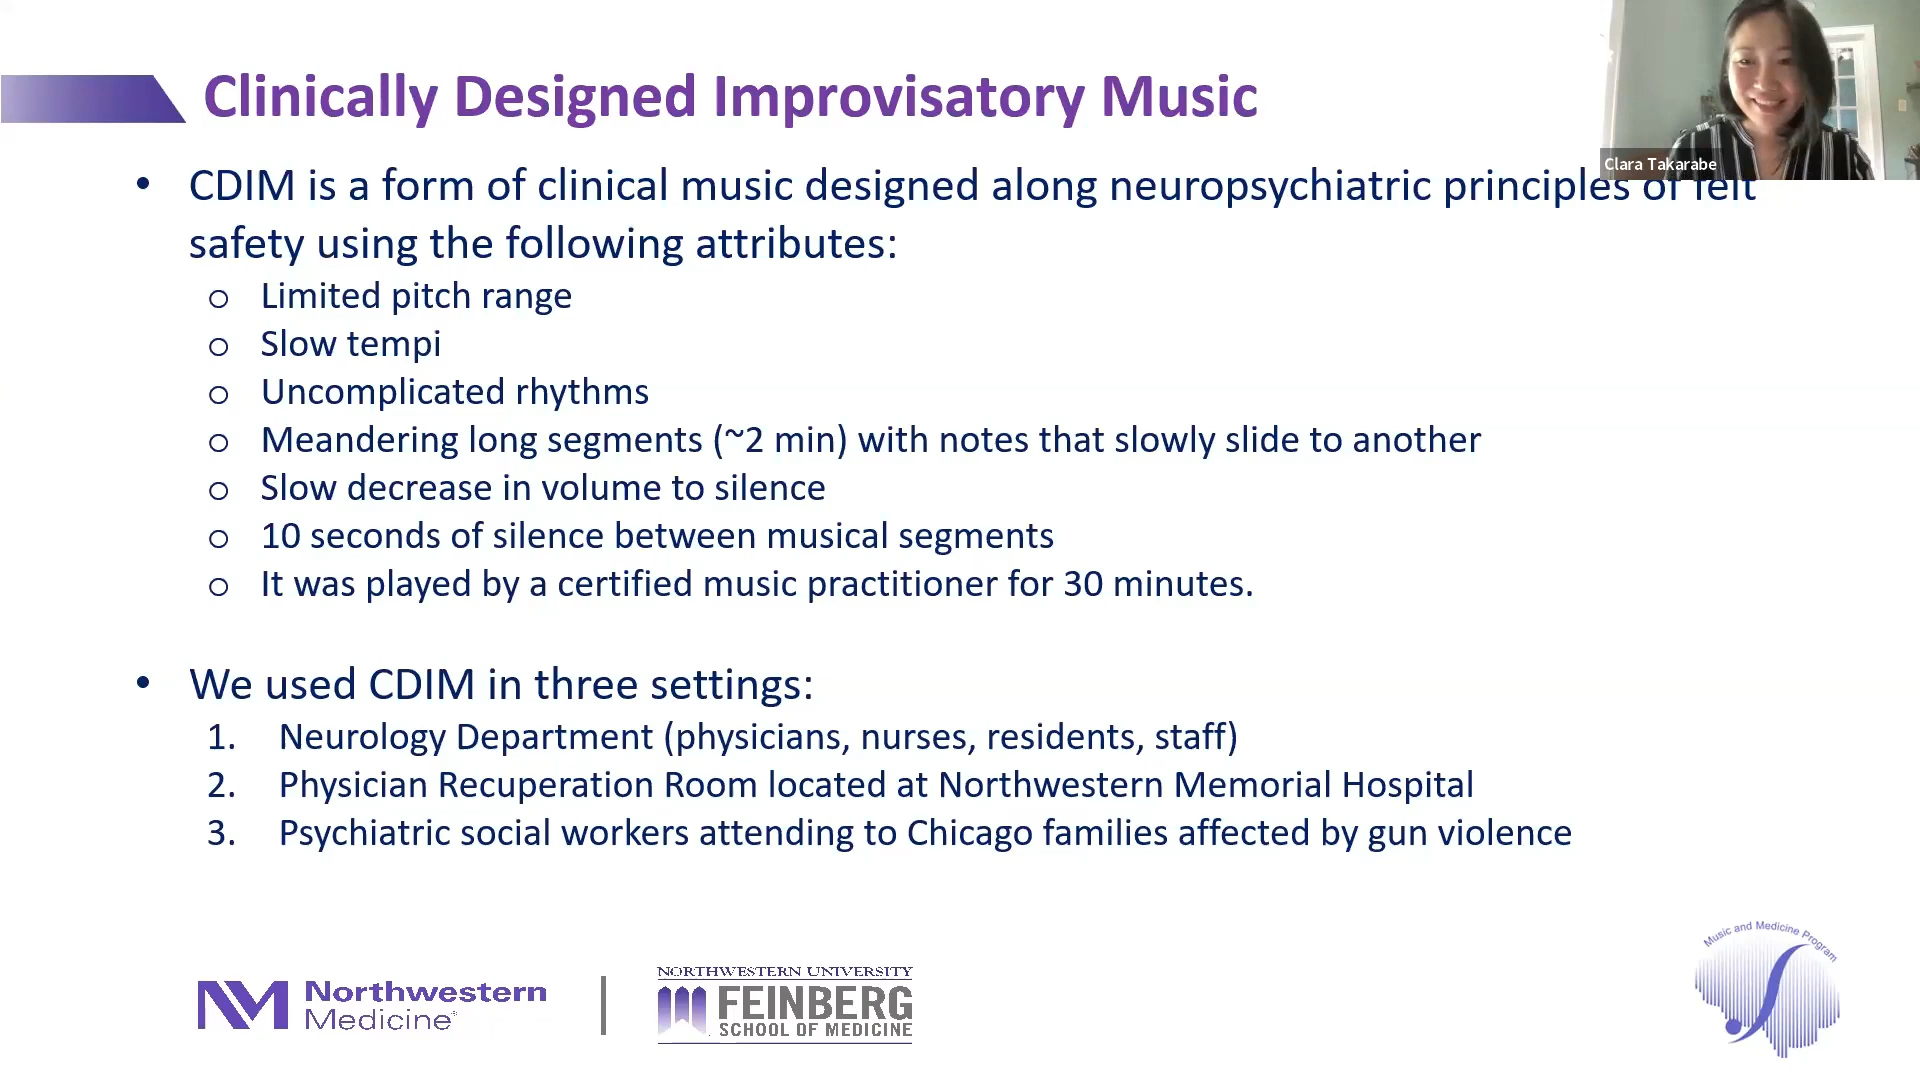 Clinically Designed Improvisatory Music
Clara Takarabe
• CDIM is a form of clinical music designed along neuropsychiatric principles of felt
safety using the following attributes:
o Limited pitch range
o Slow tempi
o Uncomplicated rhythms
o Meandering long segments (~2 min) with notes that slowly slide to another
o Slow decrease in volume to silence
o 10 seconds of silence between musical segments
o It was played by a certified music practitioner for 30 minutes.
• We used CDIM in three settings:
1. Neurology Department (physicians, nurses, residents, staff)
2. Physician Recuperation Room located at Northwestern Memorial Hospital
3. Psychiatric social workers attending to Chicago families affected by gun violence
Music and Medicine Program
NM Northwestern
Medicine®
NORTHWESTERN UNIVERSITY
FEINBERG
SCHOOL OF MEDICINE